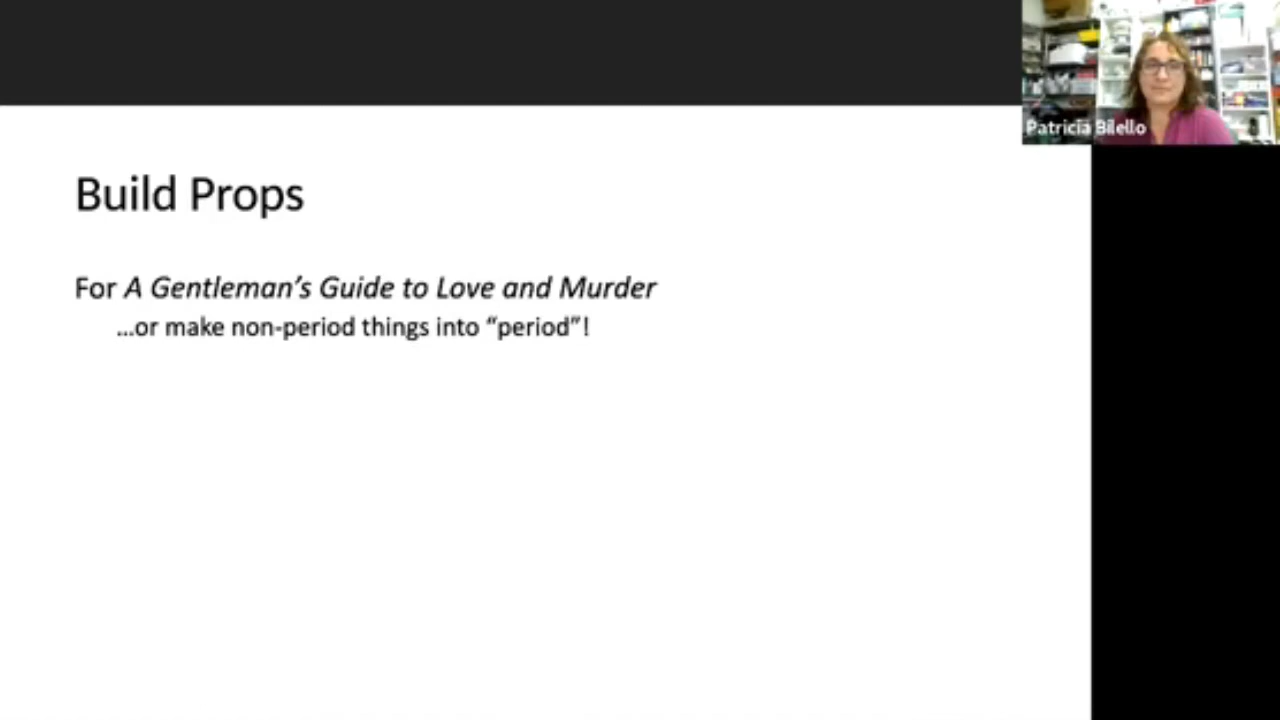 Patricia Bilello
Build Props
For A Gentleman’s Guide to Love and Murder
…or make non-period things into “period”!